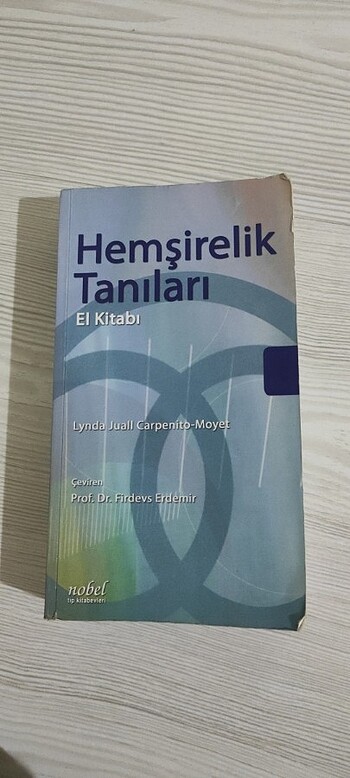 Hemşirelik
Tanıları
El Kitabı
Lynda Juall Carpenito-Moyet
Çeviren
Prof. Dr. Firdevs Erdemir
nobel
tıp kitabevleri